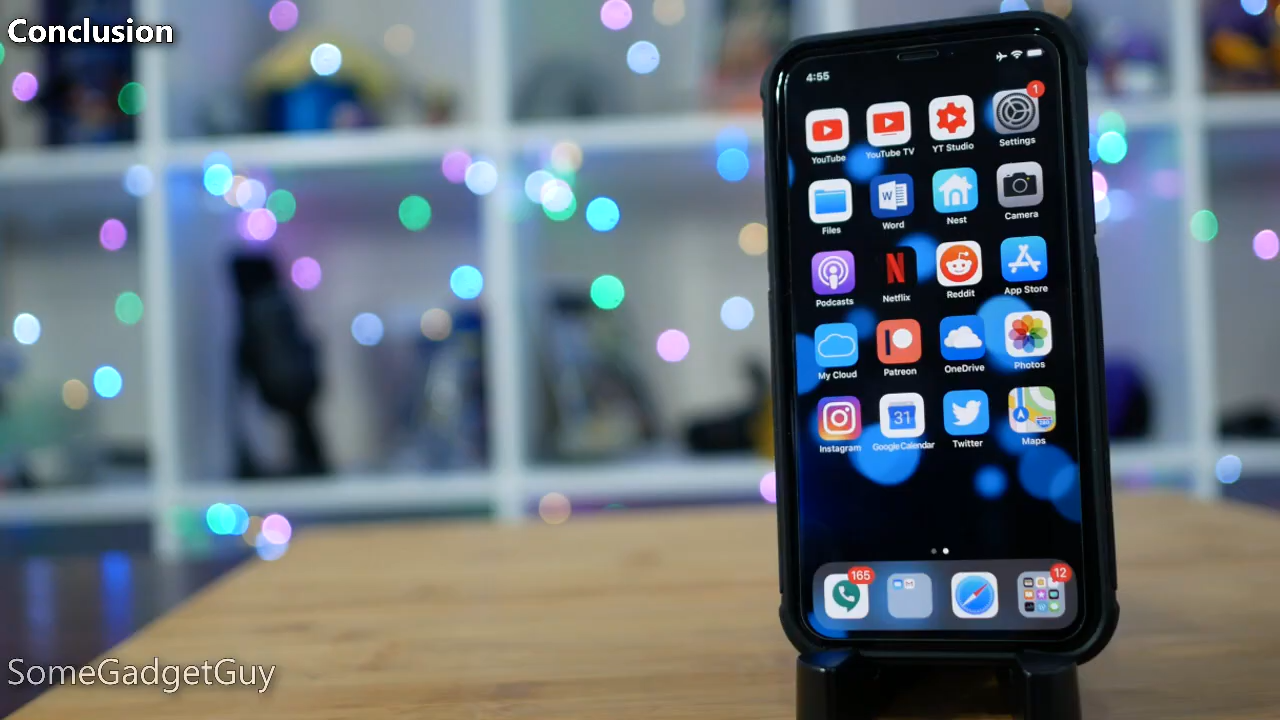 Conclusion
4:55
YouTube
YouTube TV
YT Studio
1
Settings
Files
Word
Nest
Camera
Podcasts
Netflix
Reddit
App Store
My Cloud
Patreon
OneDrive
Photos
Instagram
31
Google Calendar
Twitter
Maps
165
12
SomeGadgetGuy